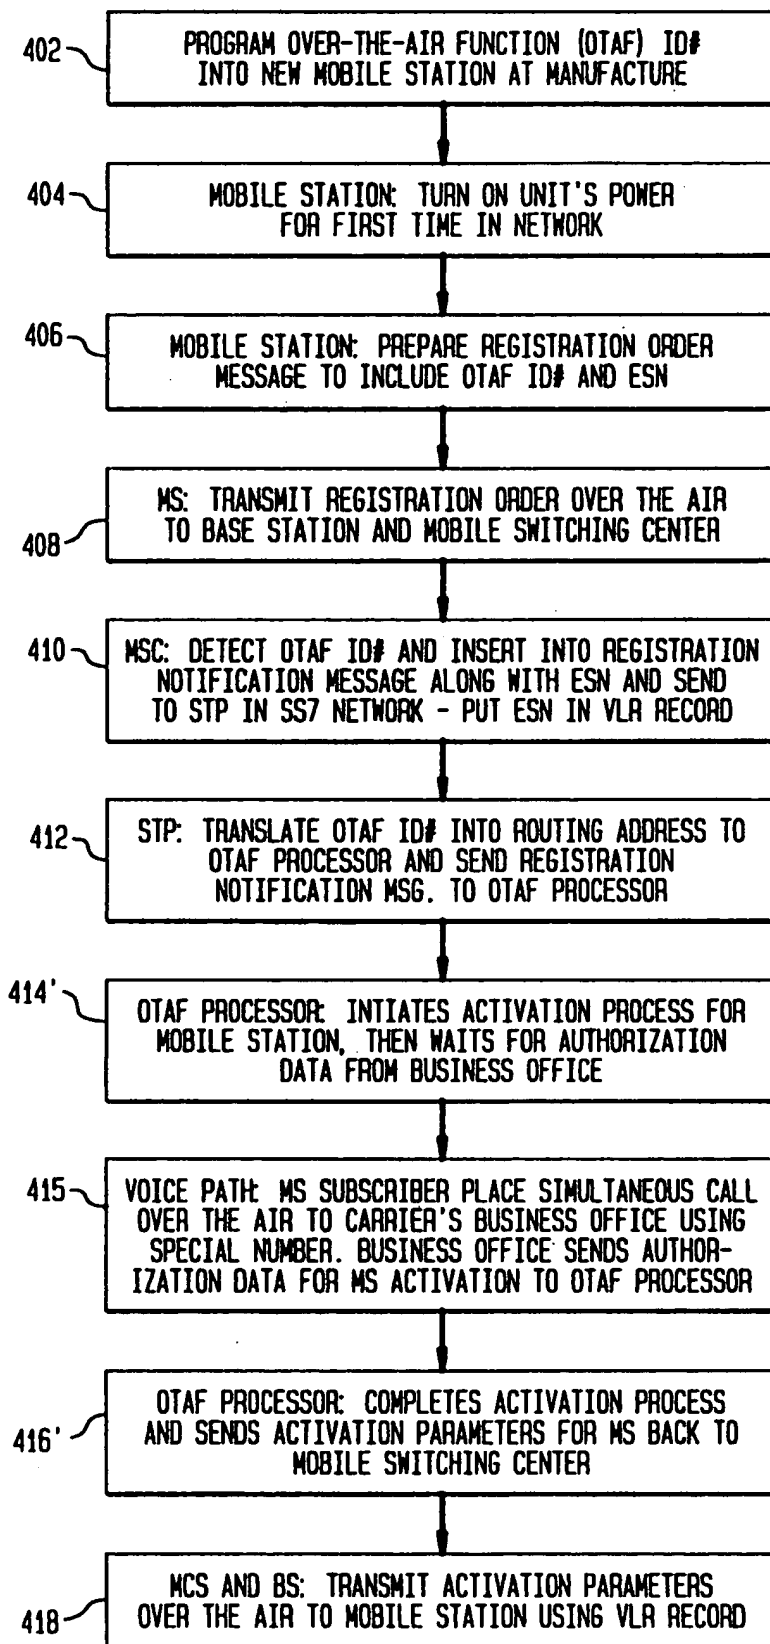 402
PROGRAM OVER-THE-AIR FUNCTION (OTAF) ID#
INTO NEW MOBILE STATION AT MANUFACTURE
404
MOBILE STATION: TURN ON UNIT'S POWER
FOR FIRST TIME IN NETWORK
406
MOBILE STATION: PREPARE REGISTRATION ORDER
MESSAGE TO INCLUDE OTAF ID# AND ESN
408
MS: TRANSMIT REGISTRATION ORDER OVER THE AIR
TO BASE STATION AND MOBILE SWITCHING CENTER
410
MSC: DETECT OTAF ID# AND INSERT INTO REGISTRATION
NOTIFICATION MESSAGE ALONG WITH ESN AND SEND
TO STP IN SS7 NETWORK - PUT ESN IN VLR RECORD
412
STP: TRANSLATE OTAF ID# INTO ROUTING ADDRESS TO
OTAF PROCESSOR AND SEND REGISTRATION
NOTIFICATION MSG. TO OTAF PROCESSOR
414'
OTAF PROCESSOR: INTIATES ACTIVATION PROCESS FOR
MOBILE STATION, THEN WAITS FOR AUTHORIZATION
DATA FROM BUSINESS OFFICE
415
VOICE PATH: MS SUBSCRIBER PLACE SIMULTANEOUS CALL
OVER THE AIR TO CARRIER'S BUSINESS OFFICE USING
SPECIAL NUMBER. BUSINESS OFFICE SENDS AUTHOR-
IZATION DATA FOR MS ACTIVATION TO OTAF PROCESSOR
416'
OTAF PROCESSOR: COMPLETES ACTIVATION PROCESS
AND SENDS ACTIVATION PARAMETERS FOR MS BACK TO
MOBILE SWITCHING CENTER
418
MCS AND BS: TRANSMIT ACTIVATION PARAMETERS
OVER THE AIR TO MOBILE STATION USING VLR RECORD